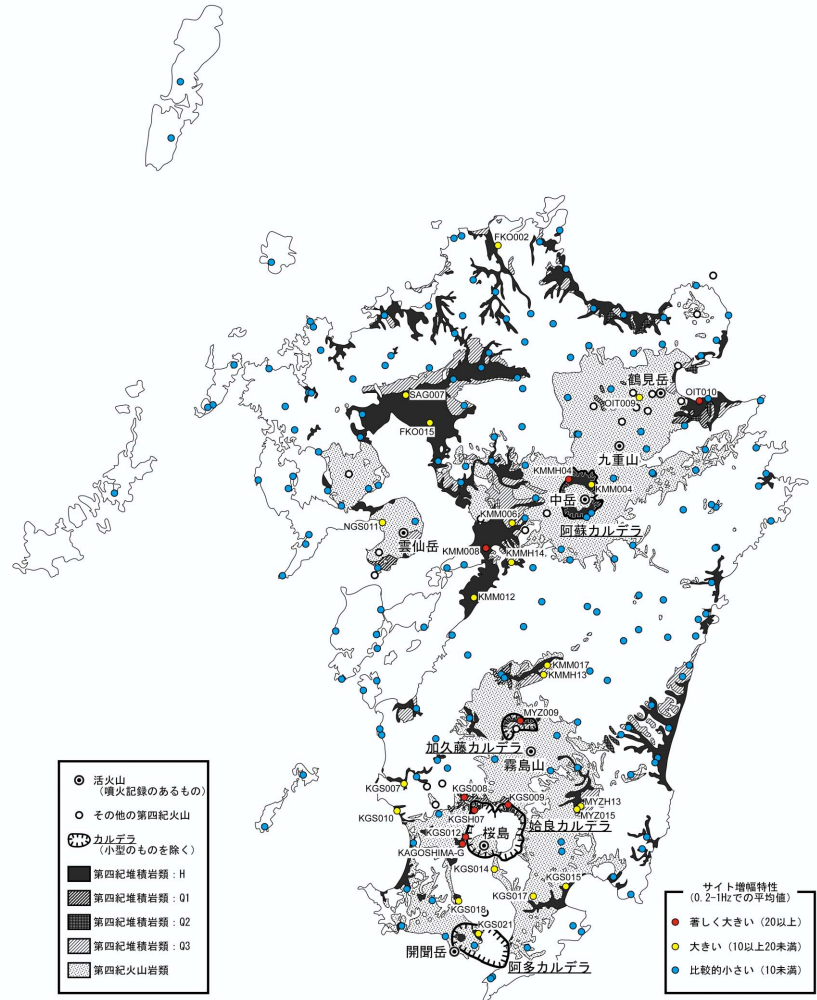 FKO002
鶴見岳
SAG007
OIT009
OIT010
FKO015
九重山
KMMH04
KMM004
中岳
KMM006
阿蘇カルデラ
NGS011
雲仙岳
KMM008
KMMH14
KMM012
KMM017
KMMH13
MYZ009
加久藤カルデラ
霧島山
KGS007
KGS008
KGS009
KGS010
KGSH07
MYZH13
MYZ015
姶良カルデラ
KGS012
桜島
KAGOSHIMA-G
KGS014
KGS015
KGS017
KGS018
KGS021
開聞岳
阿多カルデラ
活火山
(噴火記録のあるもの)
その他の第四紀火山
カルデラ
(小型のものを除く)
第四紀堆積岩類：H
第四紀堆積岩類：Q1
第四紀堆積岩類：Q2
第四紀堆積岩類：Q3
第四紀火山岩類
サイト増幅特性
(0.2-1Hzでの平均値)
著しく大きい (20以上)
大きい (10以上20未満)
比較的小さい (10未満)